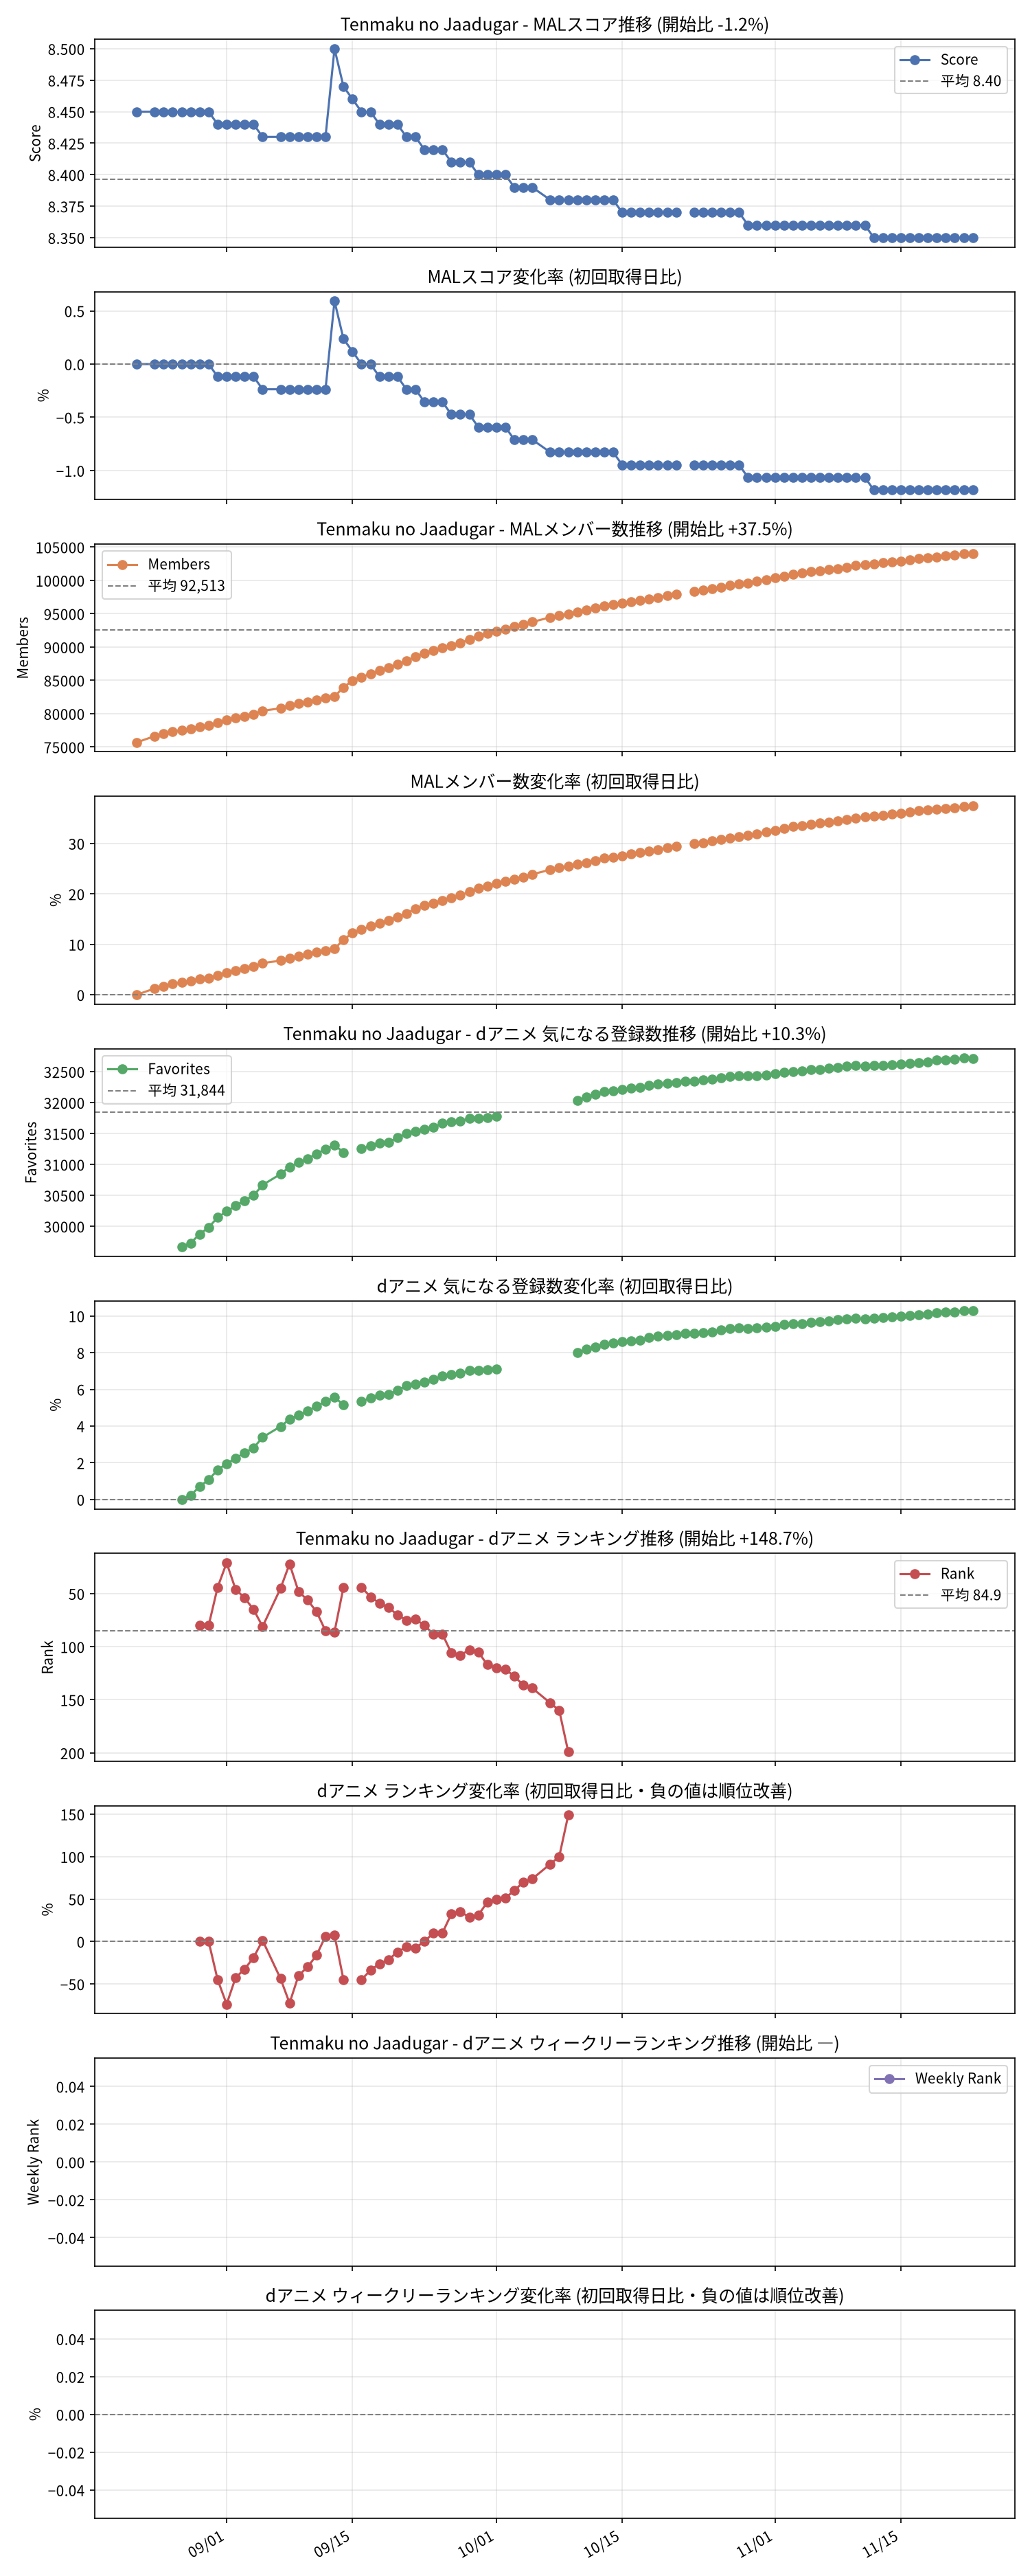 Tenmaku no Jaadugar - MALスコア推移 (開始比 -1.2%)
8.500
8.475
8.450
8.425
8.400
8.375
8.350
Score
Score
平均 8.40
MALスコア変化率 (初回取得日比)
0.5
0.0
−0.5
−1.0
%
Tenmaku no Jaadugar - MALメンバー数推移 (開始比 +37.5%)
105000
100000
95000
90000
85000
80000
75000
Members
Members
平均 92,513
MALメンバー数変化率 (初回取得日比)
30
20
10
0
%
Tenmaku no Jaadugar - dアニメ 気になる登録数推移 (開始比 +10.3%)
32500
32000
31500
31000
30500
30000
Favorites
Favorites
平均 31,844
dアニメ 気になる登録数変化率 (初回取得日比)
10
8
6
4
2
0
%
Tenmaku no Jaadugar - dアニメ ランキング推移 (開始比 +148.7%)
50
100
150
200
Rank
Rank
平均 84.9
dアニメ ランキング変化率 (初回取得日比・負の値は順位改善)
150
100
50
0
−50
%
Tenmaku no Jaadugar - dアニメ ウィークリーランキング推移 (開始比 —)
0.04
0.02
0.00
−0.02
−0.04
Weekly Rank
Weekly Rank
dアニメ ウィークリーランキング変化率 (初回取得日比・負の値は順位改善)
0.04
0.02
0.00
−0.02
−0.04
%
09/01
09/15
10/01
10/15
11/01
11/15